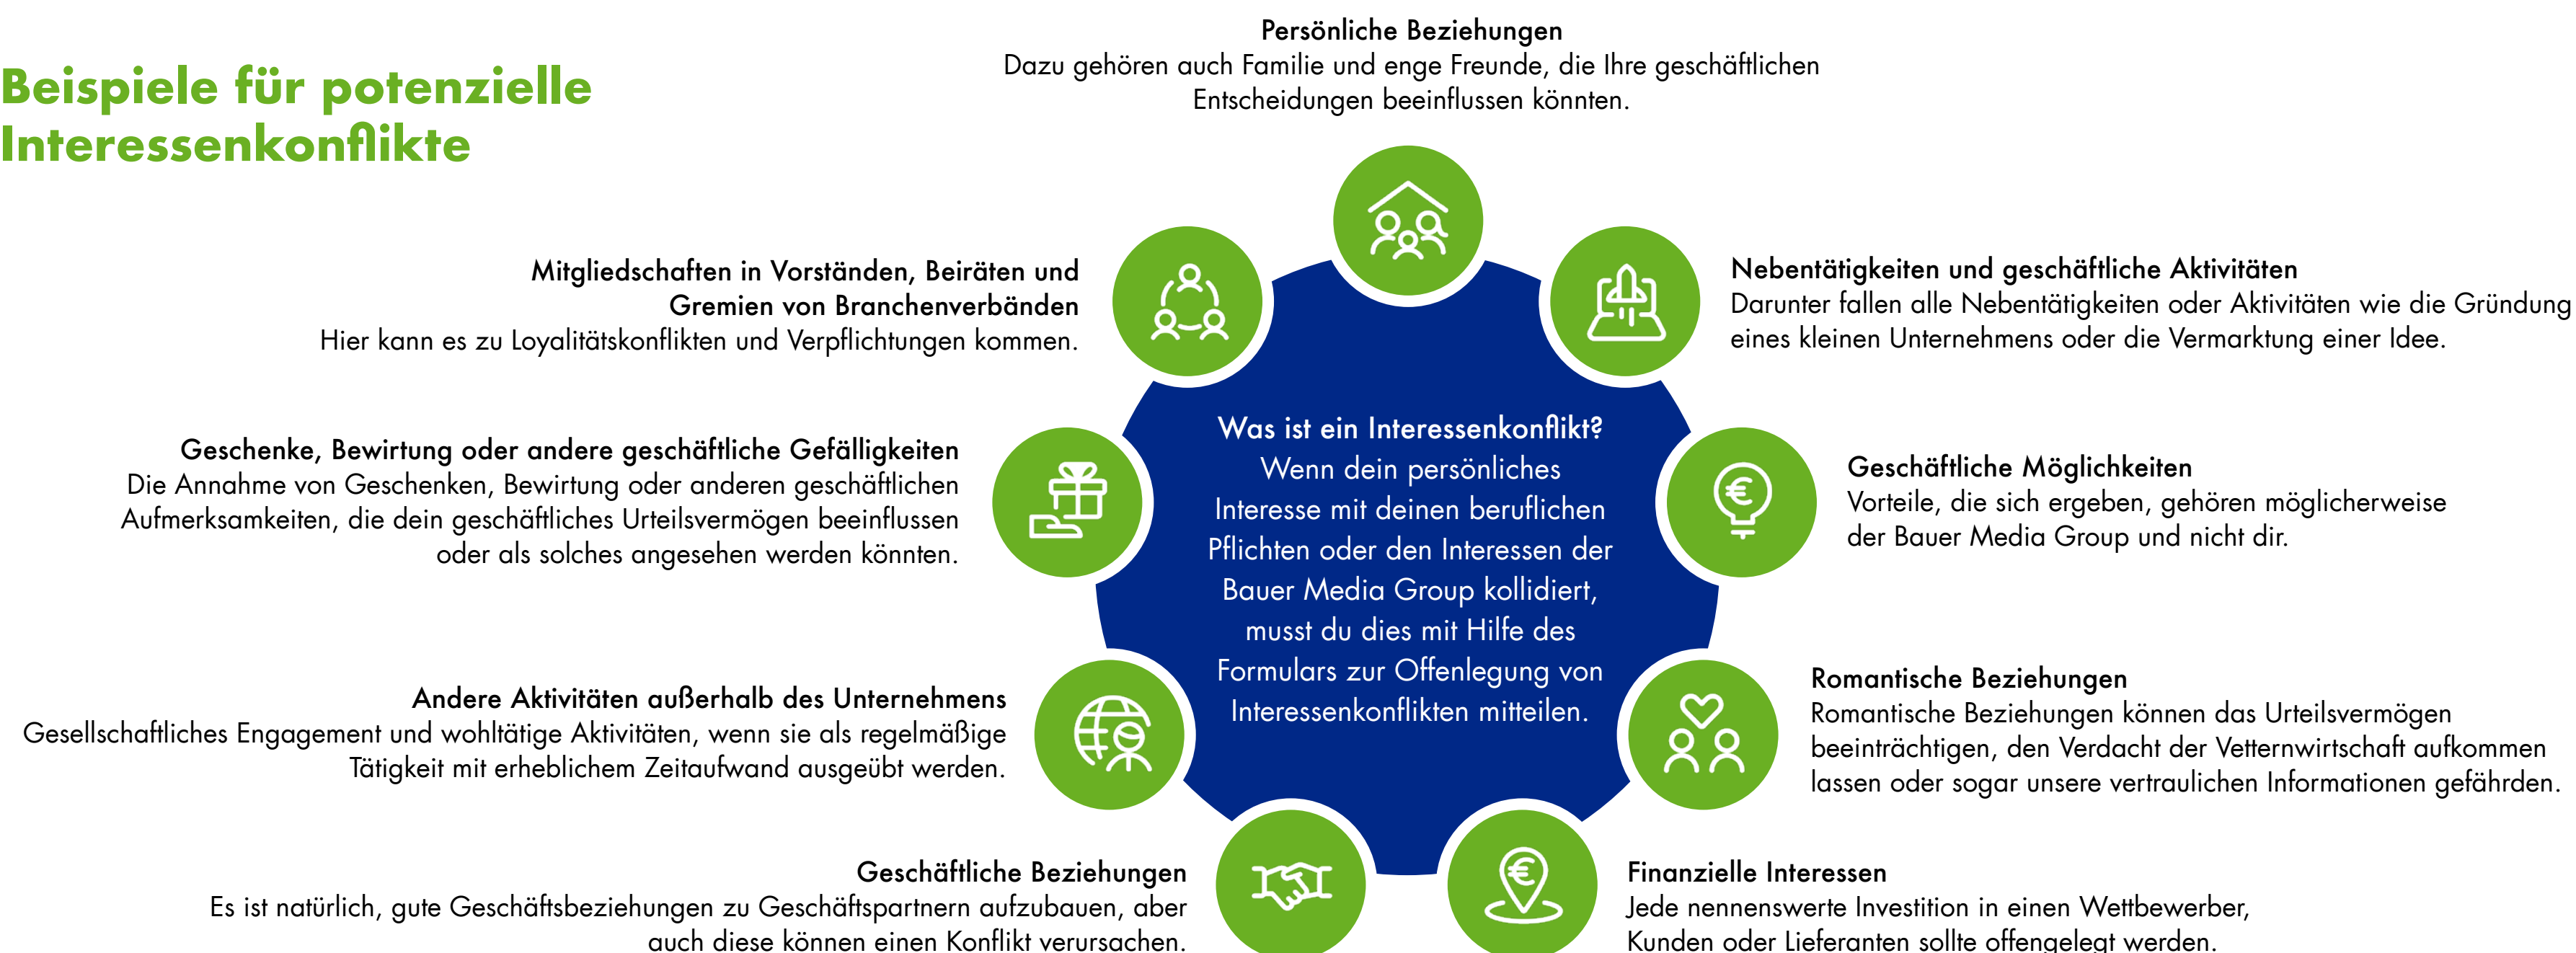 Beispiele für potenzielle
Interessenkonflikte
Persönliche Beziehungen
Dazu gehören auch Familie und enge Freunde, die Ihre geschäftlichen
Entscheidungen beeinflussen könnten.
Nebentätigkeiten und geschäftliche Aktivitäten
Darunter fallen alle Nebentätigkeiten oder Aktivitäten wie die Gründung
eines kleinen Unternehmens oder die Vermarktung einer Idee.
Geschäftliche Möglichkeiten
Vorteile, die sich ergeben, gehören möglicherweise
der Bauer Media Group und nicht dir.
Romantische Beziehungen
Romantische Beziehungen können das Urteilsvermögen
beeinträchtigen, den Verdacht der Vetternwirtschaft aufkommen
lassen oder sogar unsere vertraulichen Informationen gefährden.
Finanzielle Interessen
Jede nennenswerte Investition in einen Wettbewerber,
Kunden oder Lieferanten sollte offengelegt werden.
Geschäftliche Beziehungen
Es ist natürlich, gute Geschäftsbeziehungen zu Geschäftspartnern aufzubauen, aber
auch diese können einen Konflikt verursachen.
Andere Aktivitäten außerhalb des Unternehmens
Gesellschaftliches Engagement und wohltätige Aktivitäten, wenn sie als regelmäßige
Tätigkeit mit erheblichem Zeitaufwand ausgeübt werden.
Geschenke, Bewirtung oder andere geschäftliche Gefälligkeiten
Die Annahme von Geschenken, Bewirtung oder anderen geschäftlichen
Aufmerksamkeiten, die dein geschäftliches Urteilsvermögen beeinflussen
oder als solches angesehen werden könnten.
Mitgliedschaften in Vorständen, Beiräten und
Gremien von Branchenverbänden
Hier kann es zu Loyalitätskonflikten und Verpflichtungen kommen.
Was ist ein Interessenkonflikt?
Wenn dein persönliches
Interesse mit deinen beruflichen
Pflichten oder den Interessen der
Bauer Media Group kollidiert,
musst du dies mit Hilfe des
Formulars zur Offenlegung von
Interessenkonflikten mitteilen.
€
€